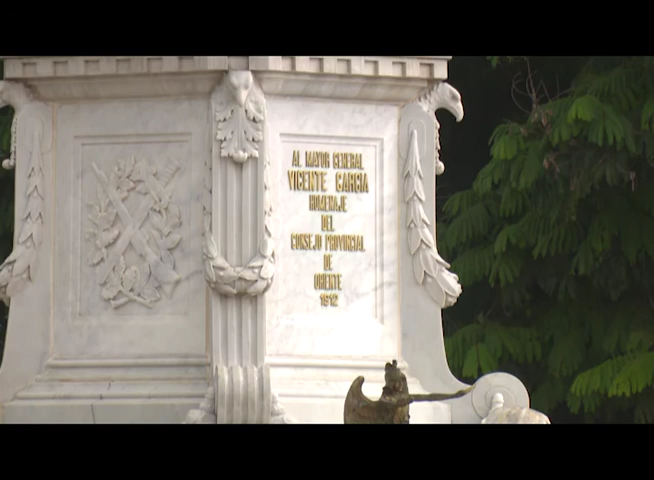 AL MAYOR GENERAL
VICENTE GARCIA
HOMENAJE
DEL
CONSEJO PROVINCIAL
DE
ORIENTE
1912